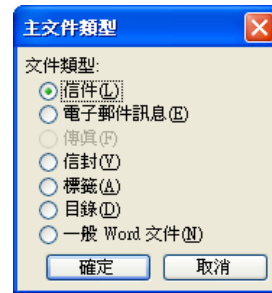 主文件類型
文件類型:
信件(L)
電子郵件訊息(E)
傳真(F)
信封(V)
標籤(A)
目錄(D)
一般 Word 文件(N)
確定 取消